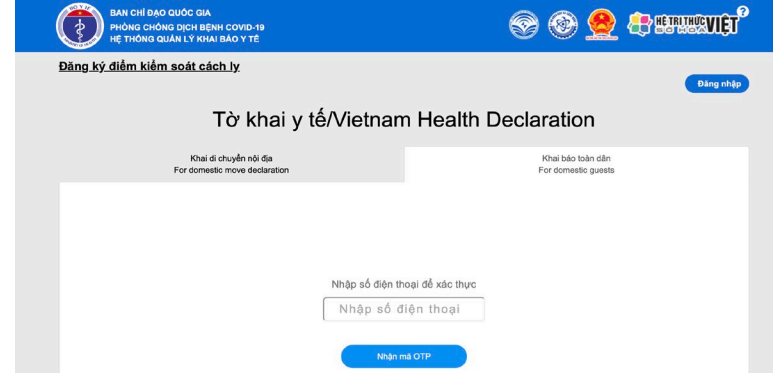 BAN CHỈ ĐẠO QUỐC GIA
PHÒNG CHỐNG DỊCH BỆNH COVID-19
HỆ THỐNG QUẢN LÝ KHAI BÁO Y TẾ
HỆ TRI THỨC VIỆT
SỐ HÓA
?
Đăng ký điểm kiểm soát cách ly
Đăng nhập
Tờ khai y tế/Vietnam Health Declaration
Khai di chuyển nội địa
For domestic move declaration
Khai báo toàn dân
For domestic guests
Nhập số điện thoại để xác thực
Nhập số điện thoại
Nhận mã OTP